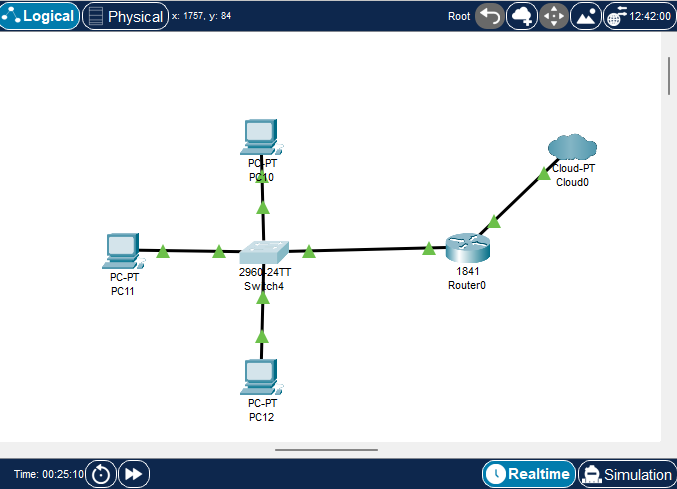 Logical
Physical
x: 1757, y: 84
Root
12:42:00
PC-PT
PC10
Cloud-PT
Cloud0
PC-PT
PC11
2960-24TT
Switch4
1841
Router0
PC-PT
PC12
Time: 00:25:10
Realtime
Simulation